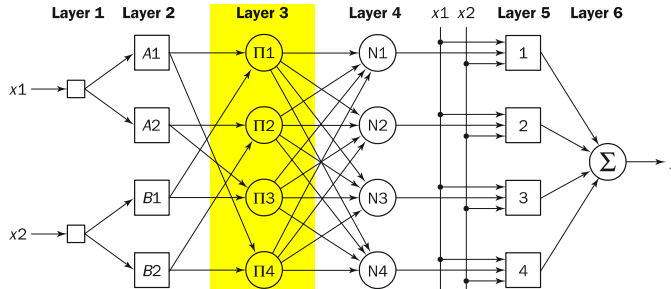 Layer 1 Layer 2 Layer 3 Layer 4 x1 x2 Layer 5 Layer 6
A1 Π1 N1 1
x1
A2 Π2 N2 2
Σ
B1 Π3 N3 3
x2
B2 Π4 N4 4